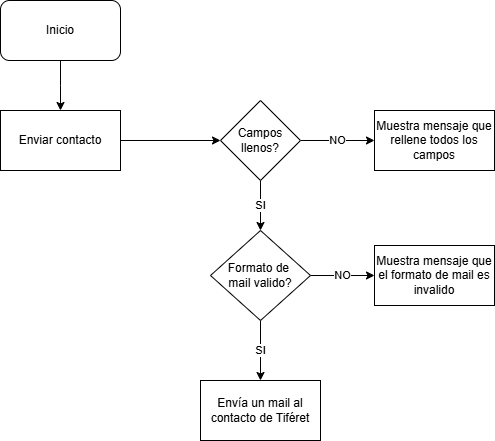 Inicio
Enviar contacto
Campos
llenos?
NO
Muestra mensaje que
rellene todos los
campos
SI
Formato de
mail valido?
NO
Muestra mensaje que
el formato de mail es
invalido
SI
Envía un mail al
contacto de Tiféret